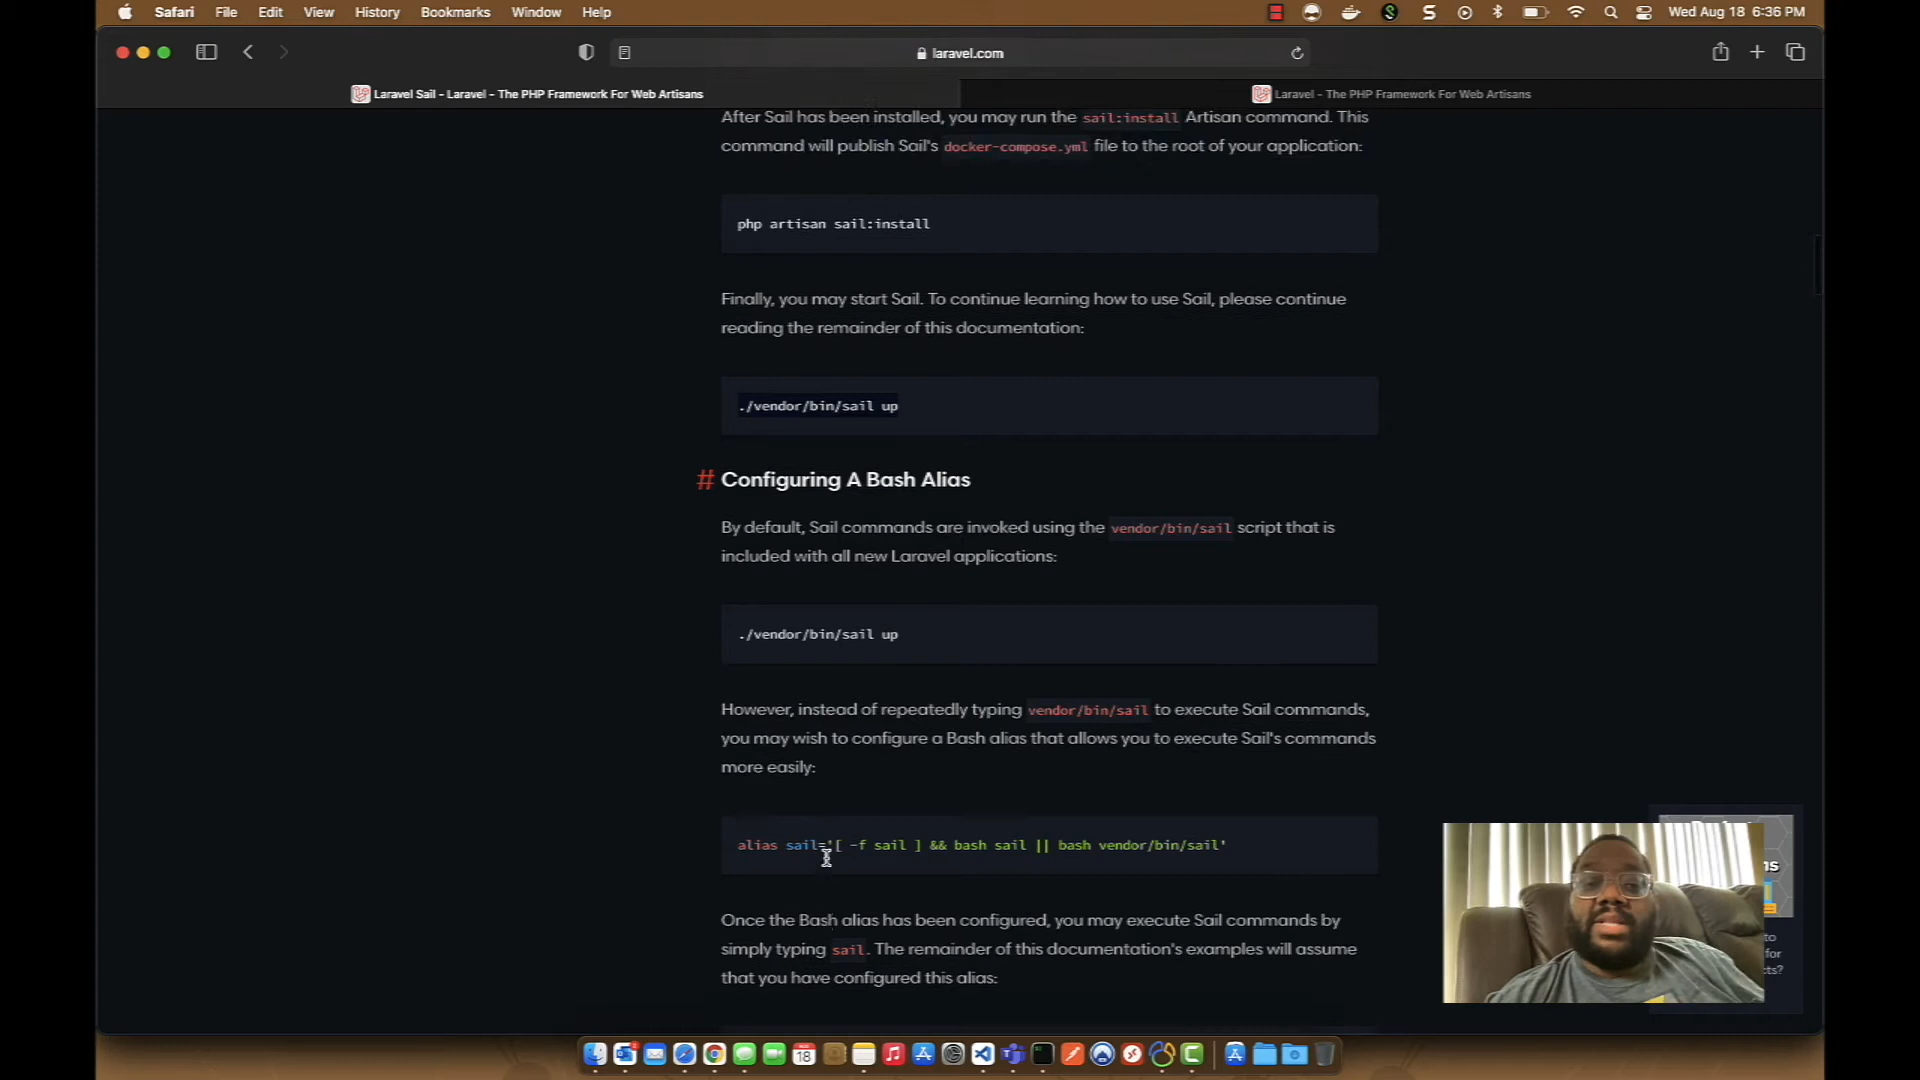 Safari File Edit View History Bookmarks Window Help Wed Aug 18 6:36 PM
laravel.com
Laravel Sail - Laravel - The PHP Framework For Web Artisans
Laravel - The PHP Framework For Web Artisans
After Sail has been installed, you may run the sail:install Artisan command. This
command will publish Sail's docker-compose.yml file to the root of your application:
php artisan sail:install
Finally, you may start Sail. To continue learning how to use Sail, please continue
reading the remainder of this documentation:
./vendor/bin/sail up
# Configuring A Bash Alias
By default, Sail commands are invoked using the vendor/bin/sail script that is
included with all new Laravel applications:
./vendor/bin/sail up
However, instead of repeatedly typing vendor/bin/sail to execute Sail commands,
you may wish to configure a Bash alias that allows you to execute Sail's commands
more easily:
alias sail='[ -f sail ] && bash sail || bash vendor/bin/sail'
Once the Bash alias has been configured, you may execute Sail commands by
simply typing sail. The remainder of this documentation's examples will assume
that you have configured this alias:
to
for
cts?
AUG
18